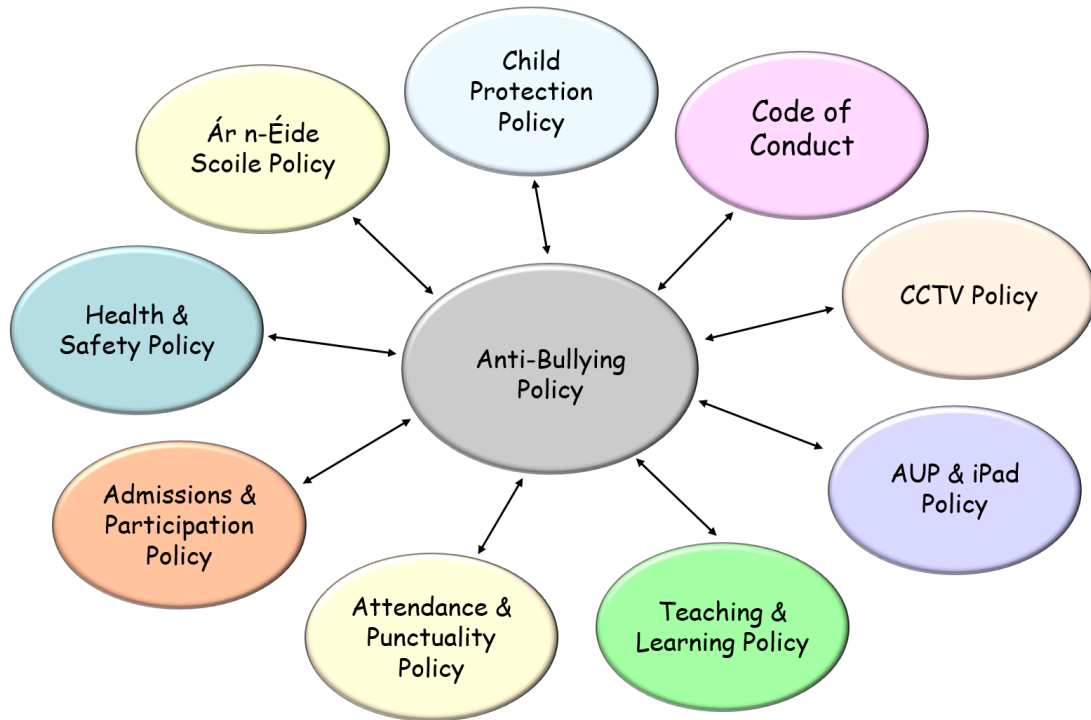 Child
Protection
Policy
Code of
Conduct
Ár n-Éide
Scoile Policy
CCTV Policy
Health &
Safety Policy
Anti-Bullying
Policy
AUP & iPad
Policy
Admissions &
Participation
Policy
Attendance &
Punctuality
Policy
Teaching &
Learning Policy